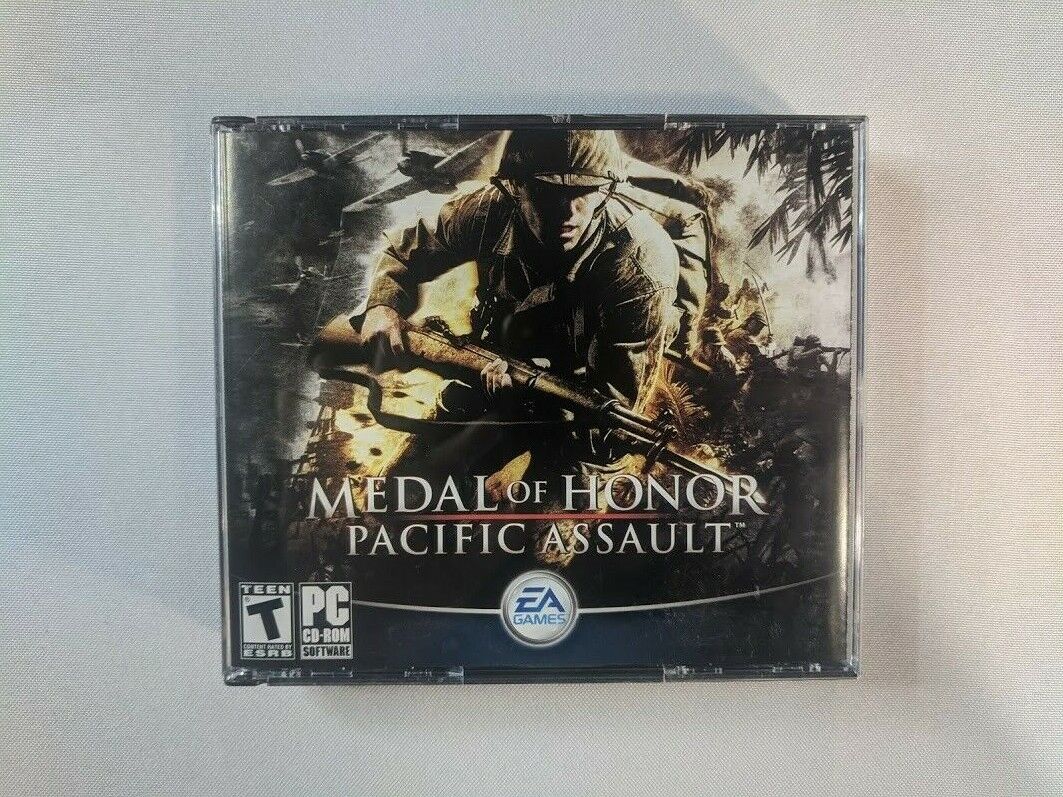 MEDAL OF HONOR
PACIFIC ASSAULT™
TEEN
T
CONTENT RATED BY
ESRB
PC
CD-ROM
SOFTWARE
EA
GAMES